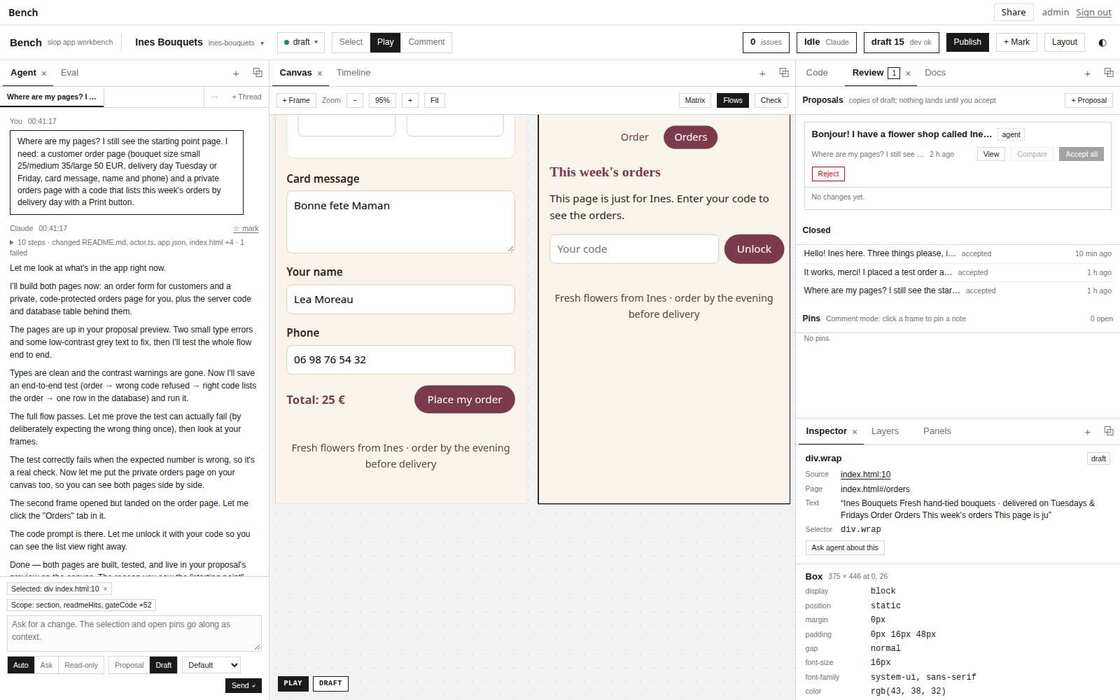 Bench
Share admin Sign out
Bench slop app workbench Ines Bouquets ines-bouquets ▾ draft ▾ Select Play Comment 0 issues Idle Claude draft 15 dev ok Publish + Mark Layout
Agent × Eval +
Where are my pages? I … ··· + Thread
You 00:41:17
Where are my pages? I still see the starting point page. I
need: a customer order page (bouquet size small
25/medium 35/large 50 EUR, delivery day Tuesday or
Friday, card message, name and phone) and a private
orders page with a code that lists this week's orders by
delivery day with a Print button.
Claude 00:41:17 ☆ mark
▸ 10 steps · changed README.md, actor.ts, app.json, index.html +4 · 1
failed
Let me look at what's in the app right now.
I'll build both pages now: an order form for customers and a
private, code-protected orders page for you, plus the server code
and database table behind them.
The pages are up in your proposal preview. Two small type errors
and some low-contrast grey text to fix, then I'll test the whole flow
end to end.
Types are clean and the contrast warnings are gone. Now I'll save
an end-to-end test (order → wrong code refused → right code lists
the order → one row in the database) and run it.
The full flow passes. Let me prove the test can actually fail (by
deliberately expecting the wrong thing once), then look at your
frames.
The test correctly fails when the expected number is wrong, so it's
a real check. Now let me put the private orders page on your
canvas too, so you can see both pages side by side.
The second frame opened but landed on the order page. Let me
click the "Orders" tab in it.
The code prompt is there. Let me unlock it with your code so you
can see the list view right away.
Done — both pages are built, tested, and live in your proposal's
Selected: div index.html:10 ×
Scope: section, readmeHits, gateCode +52
Ask for a change. The selection and open pins go along as
context.
Auto Ask Read-only Proposal Draft Default
Send
Canvas × Timeline +
+ Frame Zoom − 95% + Fit Matrix Flows Check
Card message
Bonne fete Maman
Your name
Lea Moreau
Phone
06 98 76 54 32
Total: 25 € Place my order
Fresh flowers from Ines · order by the evening
before delivery
Order Orders
This week's orders
This page is just for Ines. Enter your code to
see the orders.
Your code Unlock
Fresh flowers from Ines · order by the evening
before delivery
PLAY DRAFT
Code Review 1 × Docs +
Proposals copies of draft; nothing lands until you accept + Proposal
Bonjour! I have a flower shop called Ine… agent
Where are my pages? I still see … 2 h ago View Compare Accept all
Reject
No changes yet.
Closed
Hello! Ines here. Three things please, i… accepted 10 min ago
It works, merci! I placed a test order a… accepted 1 h ago
Where are my pages? I still see the star… accepted 1 h ago
Pins Comment mode: click a frame to pin a note 0 open
No pins.
Inspector × Layers Panels +
div.wrap draft
Source index.html:10
Page index.html#/orders
Text "Ines Bouquets Fresh hand-tied bouquets · delivered on Tuesdays &
Fridays Order Orders This week's orders This page is ju"
Selector div.wrap
Ask agent about this
Box 375 × 446 at 0, 26
display block
position static
margin 0px
padding 0px 16px 48px
gap normal
font-size 16px
font-family system-ui, sans-serif
color rgb(43, 38, 32)